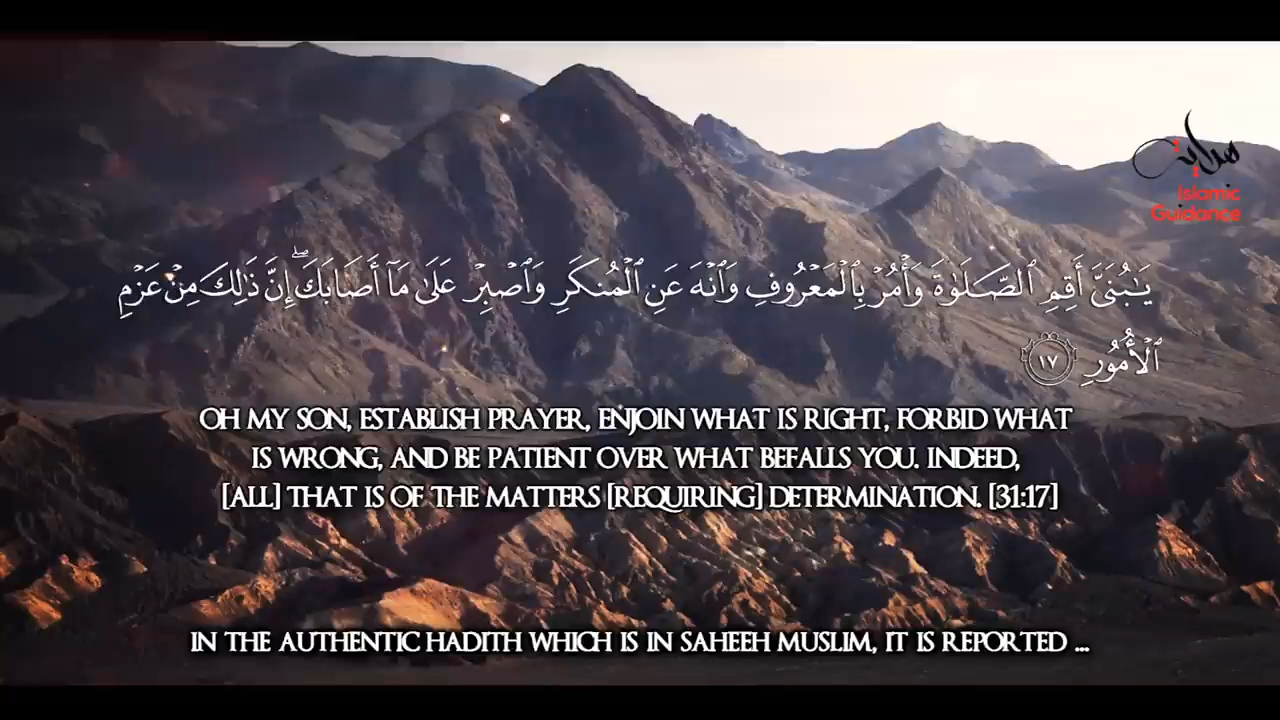 هداية
Islamic
Guidance
يَٰبُنَيَّ أَقِمِ ٱلصَّلَوٰةَ وَأۡمُرۡ بِٱلۡمَعۡرُوفِ وَٱنۡهَ عَنِ ٱلۡمُنكَرِ وَٱصۡبِرۡ عَلَىٰ مَآ أَصَابَكَۖ إِنَّ ذَٰلِكَ مِنۡ عَزۡمِ
ٱلۡأُمُورِ ١٧
OH MY SON, ESTABLISH PRAYER, ENJOIN WHAT IS RIGHT, FORBID WHAT
IS WRONG, AND BE PATIENT OVER WHAT BEFALLS YOU. INDEED,
[ALL] THAT IS OF THE MATTERS [REQUIRING] DETERMINATION. [31:17]
IN THE AUTHENTIC HADITH WHICH IS IN SAHEEH MUSLIM, IT IS REPORTED ...